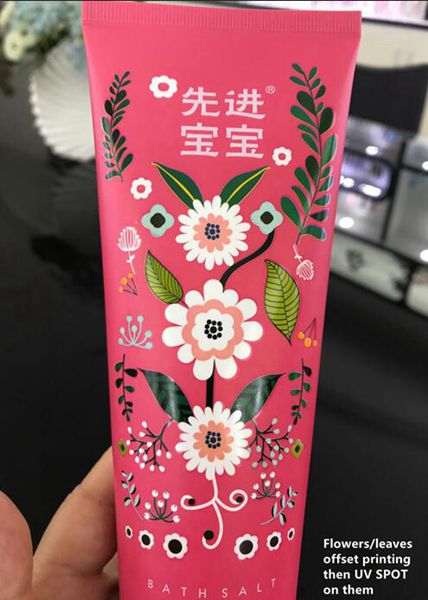 先进®
宝宝
BATH SALT
Flowers/leaves
offset printing
then UV SPOT
on them